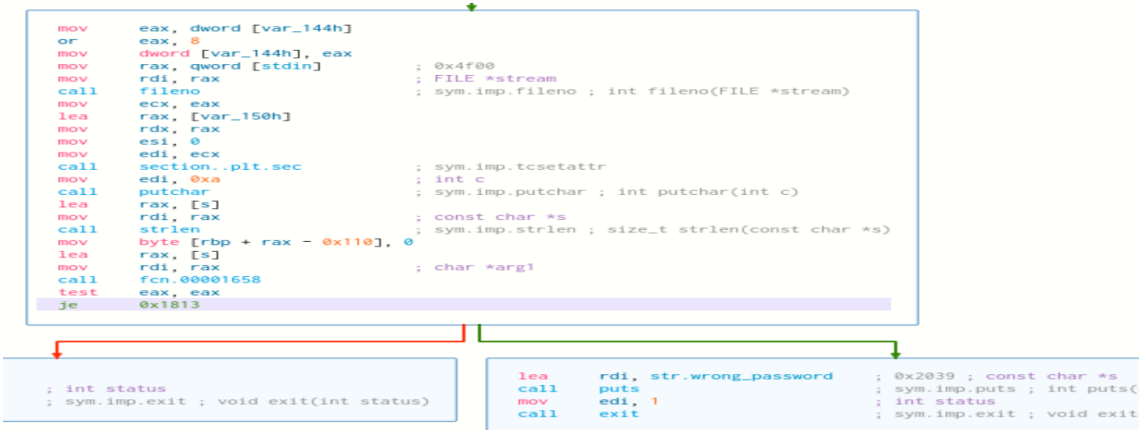 mov eax, dword [var_144h]
or eax, 8
mov dword [var_144h], eax
mov rax, qword [stdin] ; 0x4f00
mov rdi, rax ; FILE *stream
call fileno ; sym.imp.fileno ; int fileno(FILE *stream)
mov ecx, eax
lea rax, [var_150h]
mov rdx, rax
mov esi, 0
mov edi, ecx
call section..plt.sec ; sym.imp.tcsetattr
mov edi, 0xa ; int c
call putchar ; sym.imp.putchar ; int putchar(int c)
lea rax, [s]
mov rdi, rax ; const char *s
call strlen ; sym.imp.strlen ; size_t strlen(const char *s)
mov byte [rbp + rax - 0x110], 0
lea rax, [s]
mov rdi, rax ; char *arg1
call fcn.00001658
test eax, eax
je 0x1813
; int status
; sym.imp.exit ; void exit(int status)
lea rdi, str.wrong_password ; 0x2039 ; const char *s
call puts ; sym.imp.puts ; int puts(
mov edi, 1 ; int status
call exit ; sym.imp.exit ; void exit